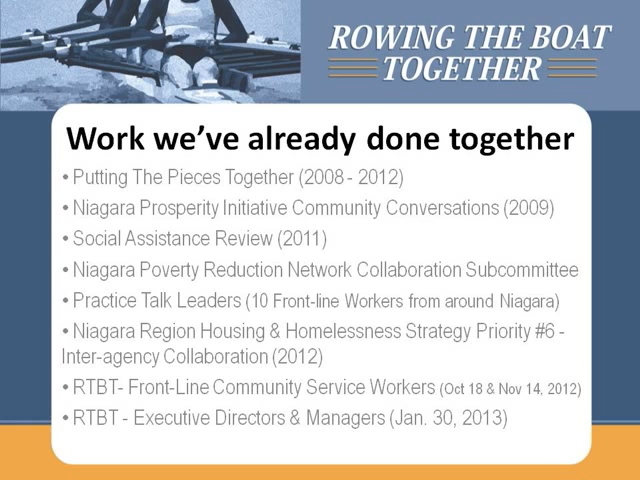 ROWING THE BOAT
TOGETHER
Work we've already done together
• Putting The Pieces Together (2008 - 2012)
• Niagara Prosperity Initiative Community Conversations (2009)
• Social Assistance Review (2011)
• Niagara Poverty Reduction Network Collaboration Subcommittee
• Practice Talk Leaders (10 Front-line Workers from around Niagara)
• Niagara Region Housing & Homelessness Strategy Priority #6 -
Inter-agency Collaboration (2012)
• RTBT- Front-Line Community Service Workers (Oct 18 & Nov 14, 2012)
• RTBT - Executive Directors & Managers (Jan. 30, 2013)